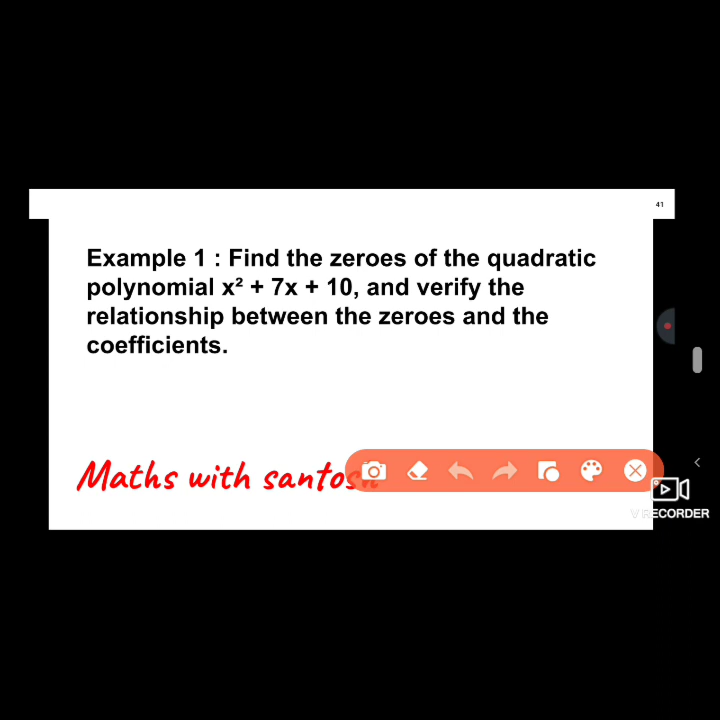 41
Example 1 : Find the zeroes of the quadratic
polynomial x² + 7x + 10, and verify the
relationship between the zeroes and the
coefficients.
Maths with santosh
V RECORDER